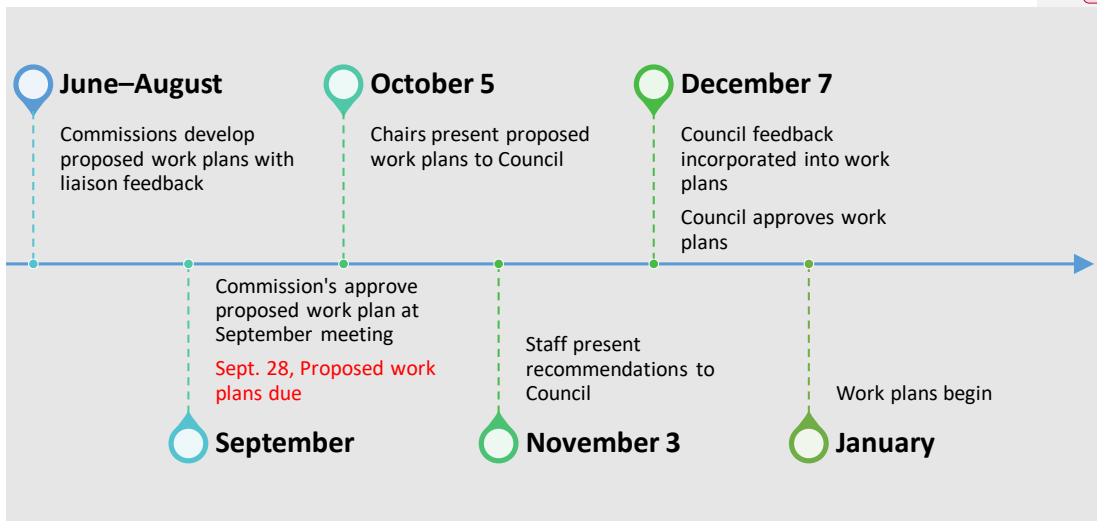 June–August
Commissions develop
proposed work plans with
liaison feedback
October 5
Chairs present proposed
work plans to Council
December 7
Council feedback
incorporated into work
plans
Council approves work
plans
Commission's approve
proposed work plan at
September meeting
Sept. 28, Proposed work
plans due
September
Staff present
recommendations to
Council
November 3
Work plans begin
January